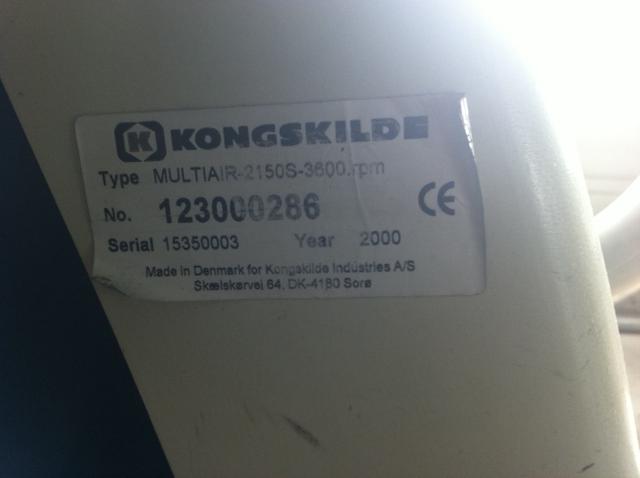 K KONGSKILDE
Type MULTIAIR-2150S-3600.rpm
No. 123000286
CE
Serial 15350003 Year 2000
Made in Denmark for Kongskilde Industries A/S
Skælskørvej 64, DK-4180 Sorø